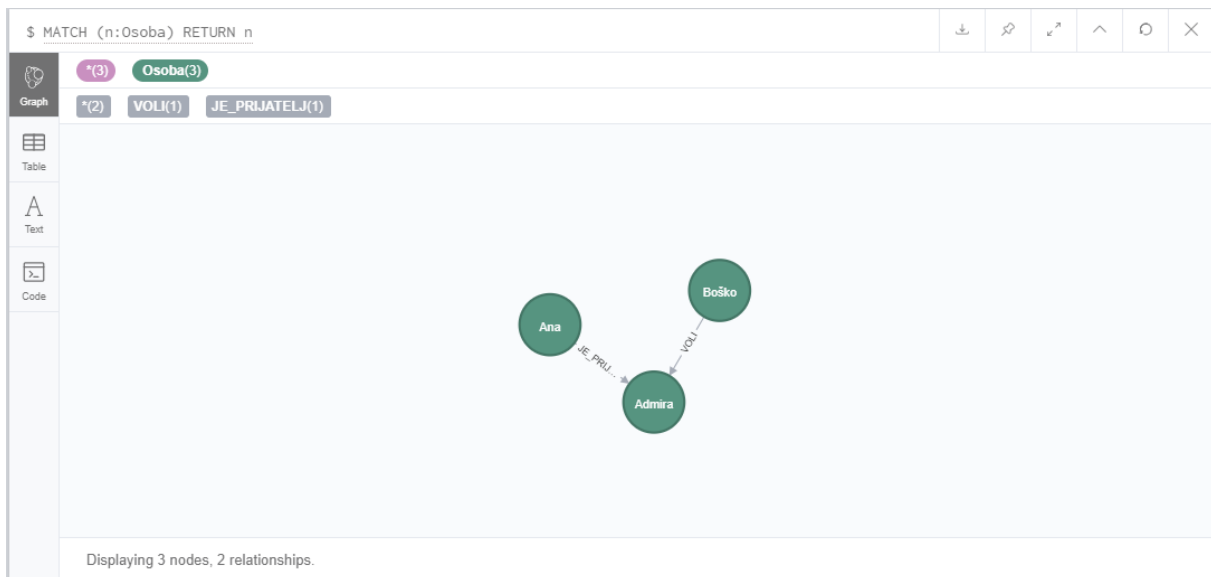 $ MATCH (n:Osoba) RETURN n
Graph
*(3) Osoba(3)
*(2) VOLI(1) JE_PRIJATELJ(1)
Table
A
Text
Code
Boško
Ana
VOLI
JE_PRIJ...
Admira
Displaying 3 nodes, 2 relationships.